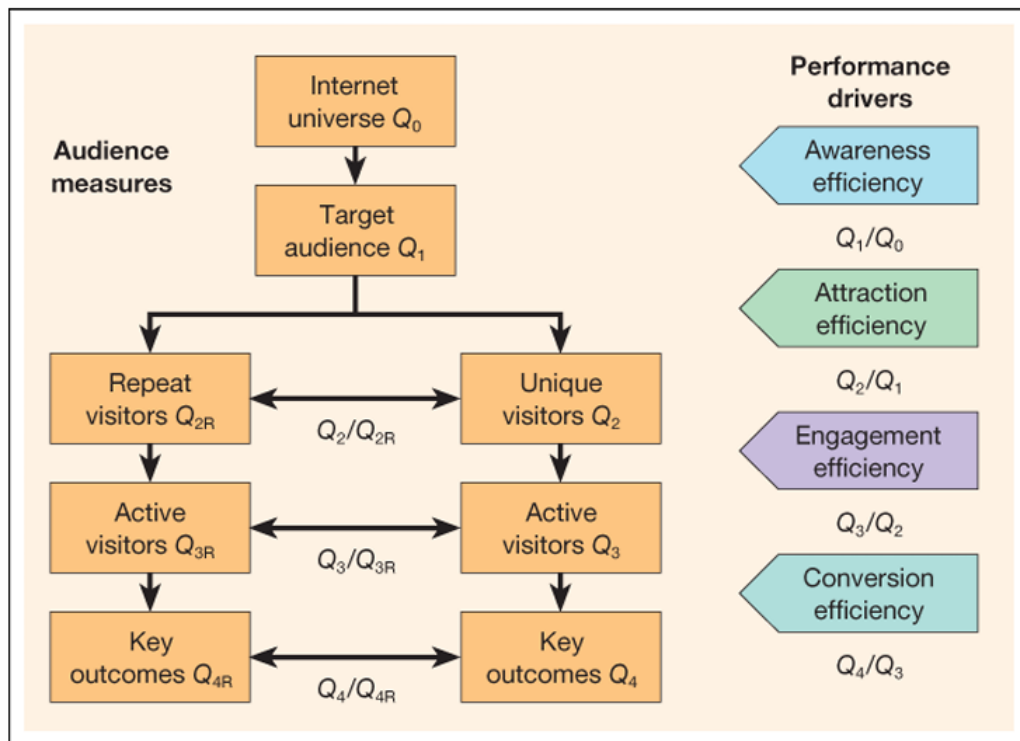 Internet
universe Q0
Audience
measures
Target
audience Q1
Repeat
visitors Q2R
Q2/Q2R
Unique
visitors Q2
Active
visitors Q3R
Q3/Q3R
Active
visitors Q3
Key
outcomes Q4R
Q4/Q4R
Key
outcomes Q4
Performance
drivers
Awareness
efficiency
Q1/Q0
Attraction
efficiency
Q2/Q1
Engagement
efficiency
Q3/Q2
Conversion
efficiency
Q4/Q3